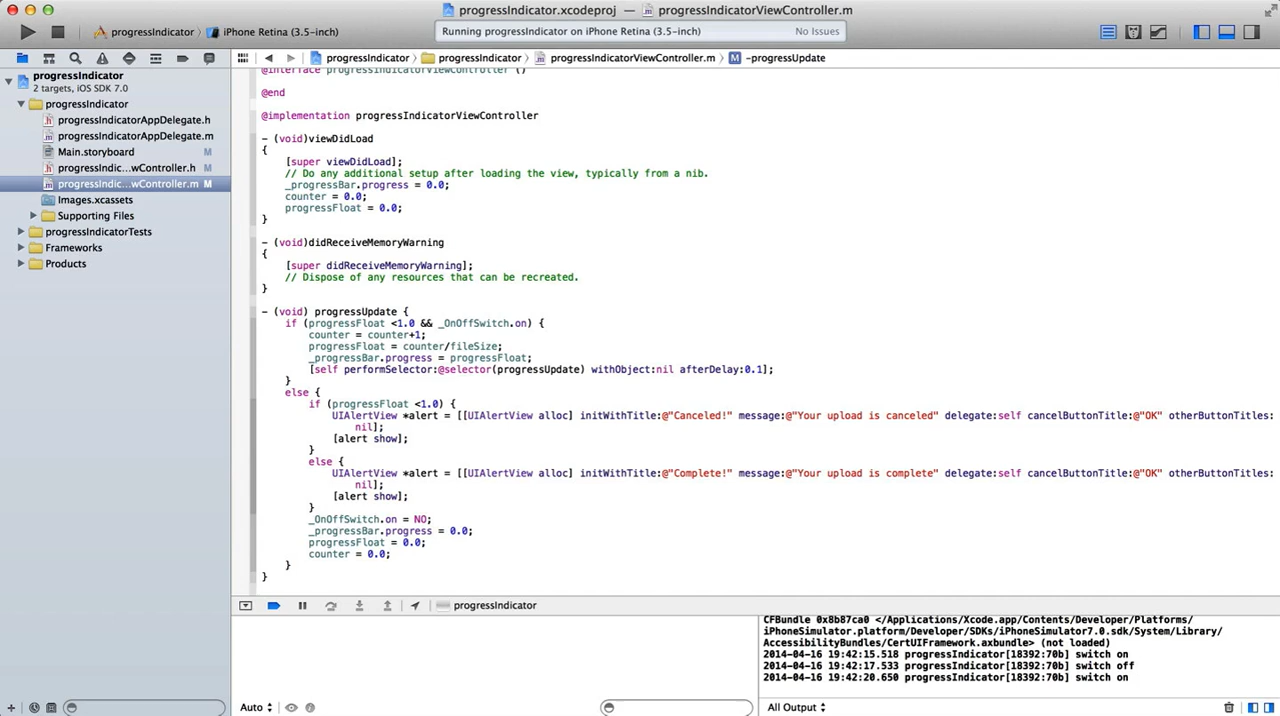 progressIndicator.xcodeproj — progressIndicatorViewController.m
progressIndicator iPhone Retina (3.5-inch)
Running progressIndicator on iPhone Retina (3.5-inch) No Issues
progressIndicator progressIndicator progressIndicatorViewController.m M -progressUpdate
progressIndicator
2 targets, iOS SDK 7.0
progressIndicator
progressIndicatorAppDelegate.h
progressIndicatorAppDelegate.m
Main.storyboard M
progressIndic...wController.h M
progressIndic...wController.m M
Images.xcassets
Supporting Files
progressIndicatorTests
Frameworks
Products
@interface progressIndicatorViewController ()
@end
@implementation progressIndicatorViewController
- (void)viewDidLoad
{
[super viewDidLoad];
// Do any additional setup after loading the view, typically from a nib.
_progressBar.progress = 0.0;
counter = 0.0;
progressFloat = 0.0;
}
- (void)didReceiveMemoryWarning
{
[super didReceiveMemoryWarning];
// Dispose of any resources that can be recreated.
}
- (void) progressUpdate {
if (progressFloat <1.0 && _OnOffSwitch.on) {
counter = counter+1;
progressFloat = counter/fileSize;
_progressBar.progress = progressFloat;
[self performSelector:@selector(progressUpdate) withObject:nil afterDelay:0.1];
}
else {
if (progressFloat <1.0) {
UIAlertView *alert = [[UIAlertView alloc] initWithTitle:@"Canceled!" message:@"Your upload is canceled" delegate:self cancelButtonTitle:@"OK" otherButtonTitles:
nil];
[alert show];
}
else {
UIAlertView *alert = [[UIAlertView alloc] initWithTitle:@"Complete!" message:@"Your upload is complete" delegate:self cancelButtonTitle:@"OK" otherButtonTitles:
nil];
[alert show];
}
_OnOffSwitch.on = NO;
_progressBar.progress = 0.0;
progressFloat = 0.0;
counter = 0.0;
}
}
progressIndicator
CFBundle 0x8b87ca0 </Applications/Xcode.app/Contents/Developer/Platforms/
iPhoneSimulator.platform/Developer/SDKs/iPhoneSimulator7.0.sdk/System/Library/
AccessibilityBundles/CertUIFramework.axbundle> (not loaded)
2014-04-16 19:42:15.518 progressIndicator[18392:70b] switch on
2014-04-16 19:42:17.533 progressIndicator[18392:70b] switch off
2014-04-16 19:42:20.650 progressIndicator[18392:70b] switch on
Auto
All Output